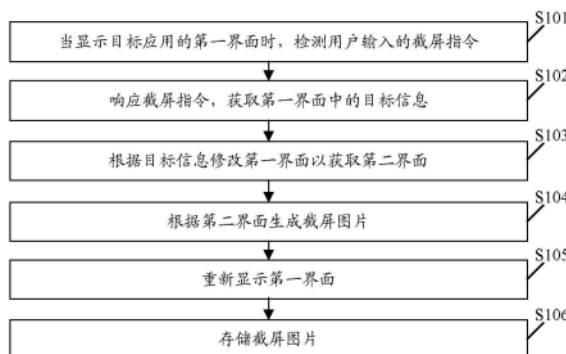 S101
当显示目标应用的第一界面时，检测用户输入的截屏指令
S102
响应截屏指令，获取第一界面中的目标信息
S103
根据目标信息修改第一界面以获取第二界面
S104
根据第二界面生成截屏图片
S105
重新显示第一界面
S106
存储截屏图片